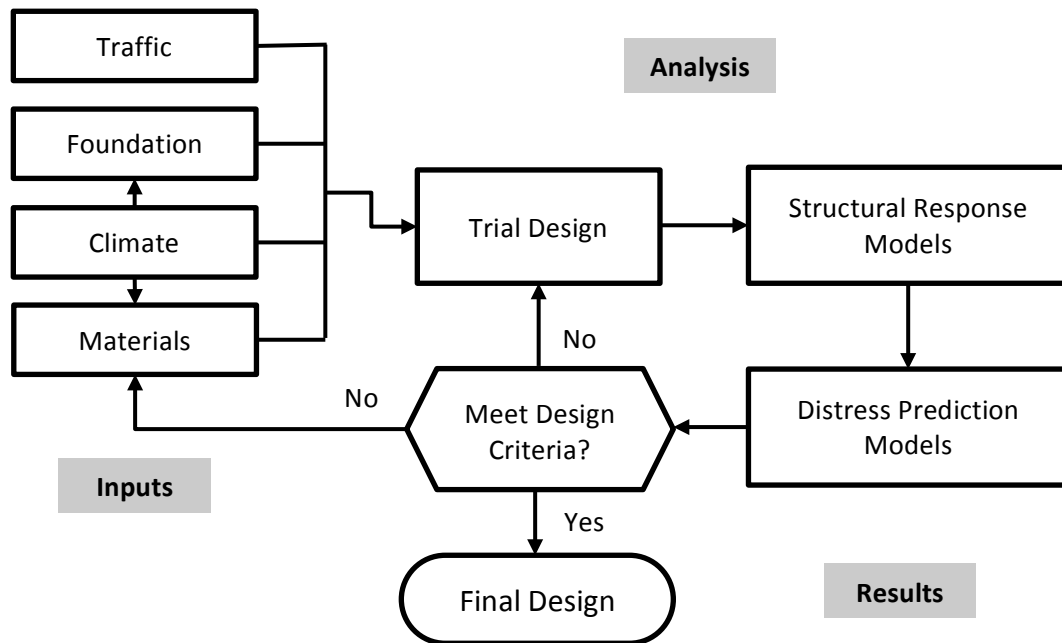 Traffic
Analysis
Foundation
Climate
Materials
Trial Design
Structural Response
Models
No
No
Meet Design
Criteria?
Distress Prediction
Models
Inputs
Yes
Final Design
Results